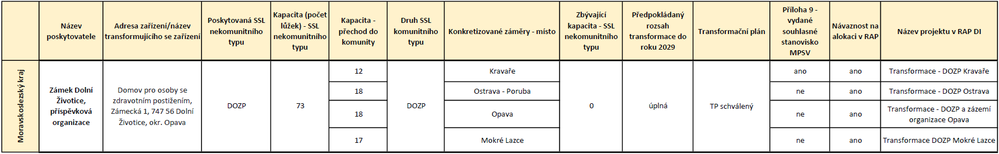 Název
poskytovatele
Adresa zařízení/název
transformujícího se zařízení
Poskytovaná SSL
nekomunitního
typu
Kapacita (počet
lůžek) - SSL
nekomunitního
typu
Kapacita -
přechod do
komunity
Druh SSL
komunitního
typu
Konkretizované záměry - místo
Zbývající
kapacita - SSL
nekomunitního
typu
Předpokládaný
rozsah
transformace do
roku 2029
Transformační plán
Příloha 9 -
vydané
souhlasné
stanovisko
MPSV
Návaznost na
alokaci v RAP
Název projektu v RAP DI
Moravskoslezský kraj
Zámek Dolní
Životice,
příspěvková
organizace
Domov pro osoby se
zdravotním postižením,
Zámecká 1, 747 56 Dolní
Životice, okr. Opava
DOZP
73
12
18
18
17
DOZP
Kravaře
Ostrava - Poruba
Opava
Mokré Lazce
0
úplná
TP schválený
ano
ano
Transformace - DOZP Kravaře
ne
ano
Transformace - DOZP Ostrava
ne
ano
Transformace - DOZP a zázemí
organizace Opava
ne
ano
Transformace DOZP Mokré Lazce